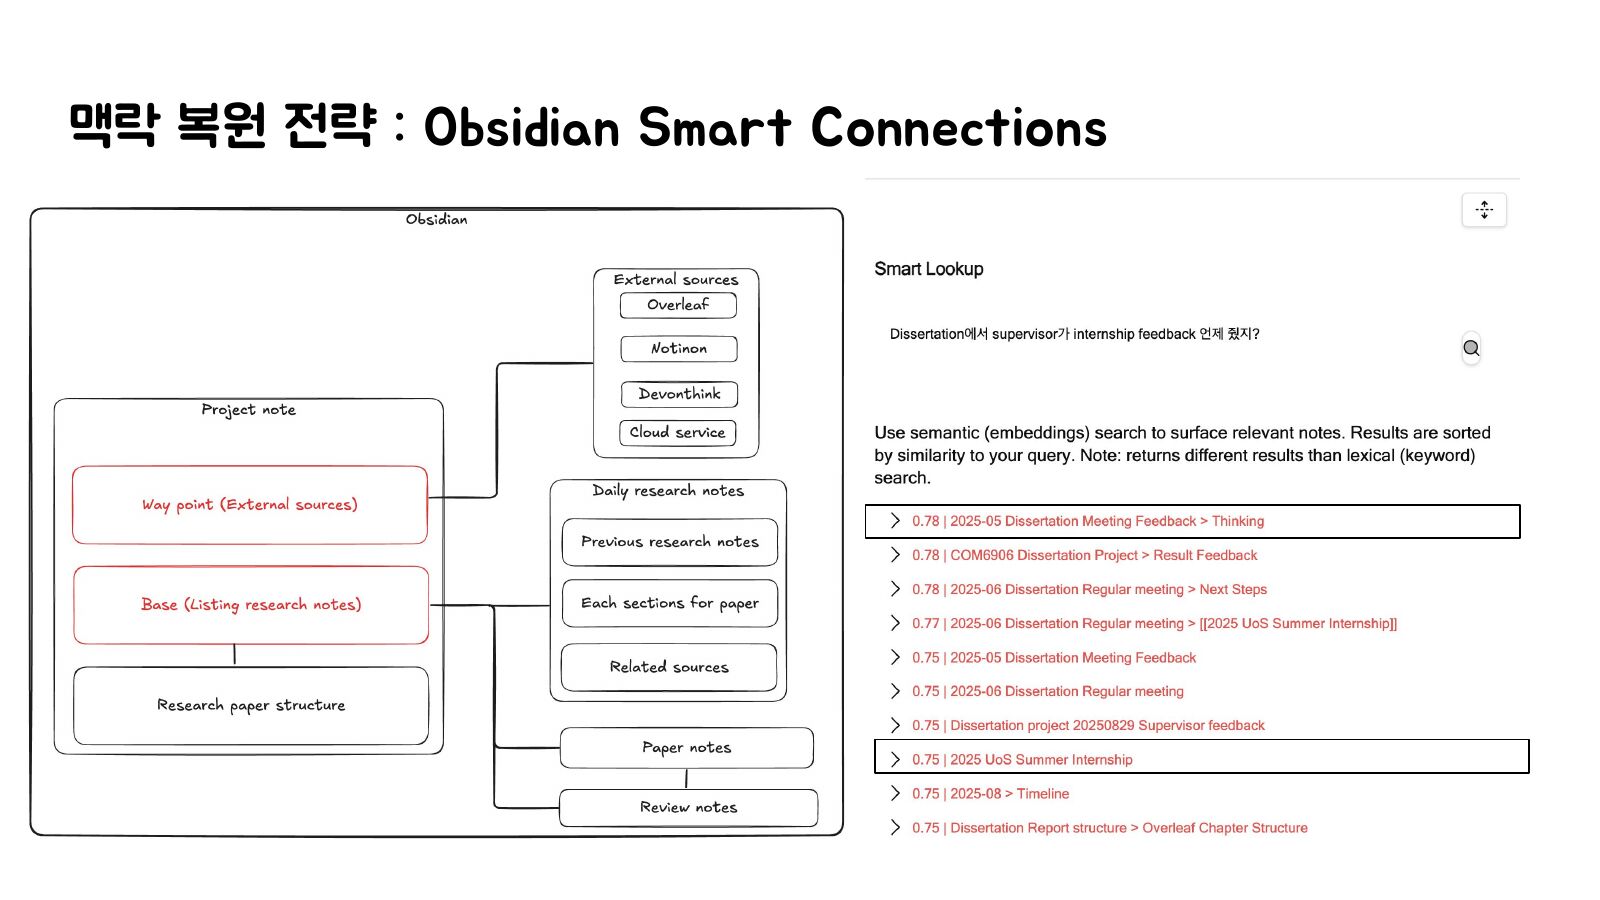 맥락 복원 전략 : Obsidian Smart Connections
Obsidian
External sources
Overleaf
Notinon
Devonthink
Cloud service
Project note
Way point (External sources)
Base (Listing research notes)
Research paper structure
Daily research notes
Previous research notes
Each sections for paper
Related sources
Paper notes
Review notes
Smart Lookup
Dissertation에서 supervisor가 internship feedback 언제 줬지?
Use semantic (embeddings) search to surface relevant notes. Results are sorted
by similarity to your query. Note: returns different results than lexical (keyword)
search.
0.78 | 2025-05 Dissertation Meeting Feedback > Thinking
0.78 | COM6906 Dissertation Project > Result Feedback
0.78 | 2025-06 Dissertation Regular meeting > Next Steps
0.77 | 2025-06 Dissertation Regular meeting > [[2025 UoS Summer Internship]]
0.75 | 2025-05 Dissertation Meeting Feedback
0.75 | 2025-06 Dissertation Regular meeting
0.75 | Dissertation project 20250829 Supervisor feedback
0.75 | 2025 UoS Summer Internship
0.75 | 2025-08 > Timeline
0.75 | Dissertation Report structure > Overleaf Chapter Structure